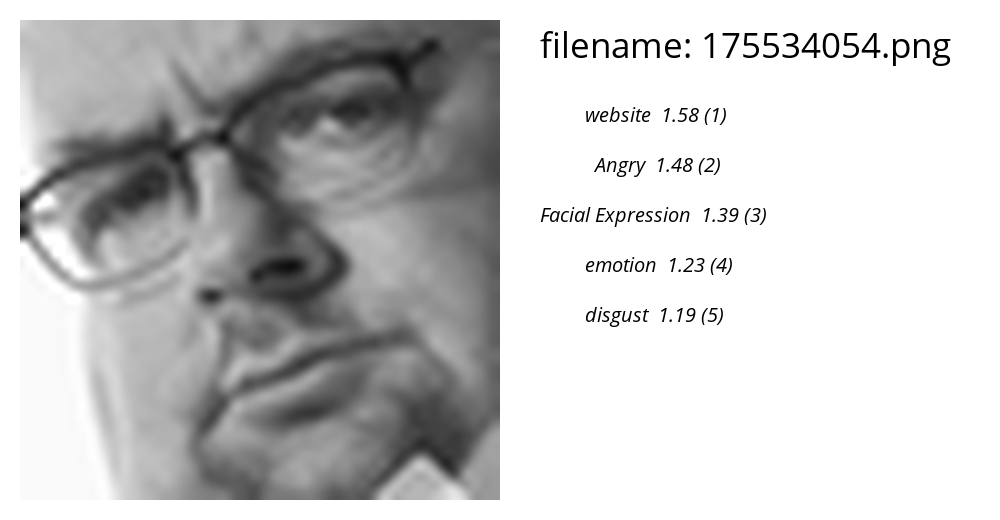 filename: 175534054.png
website 1.58 (1)
Angry 1.48 (2)
Facial Expression 1.39 (3)
emotion 1.23 (4)
disgust 1.19 (5)